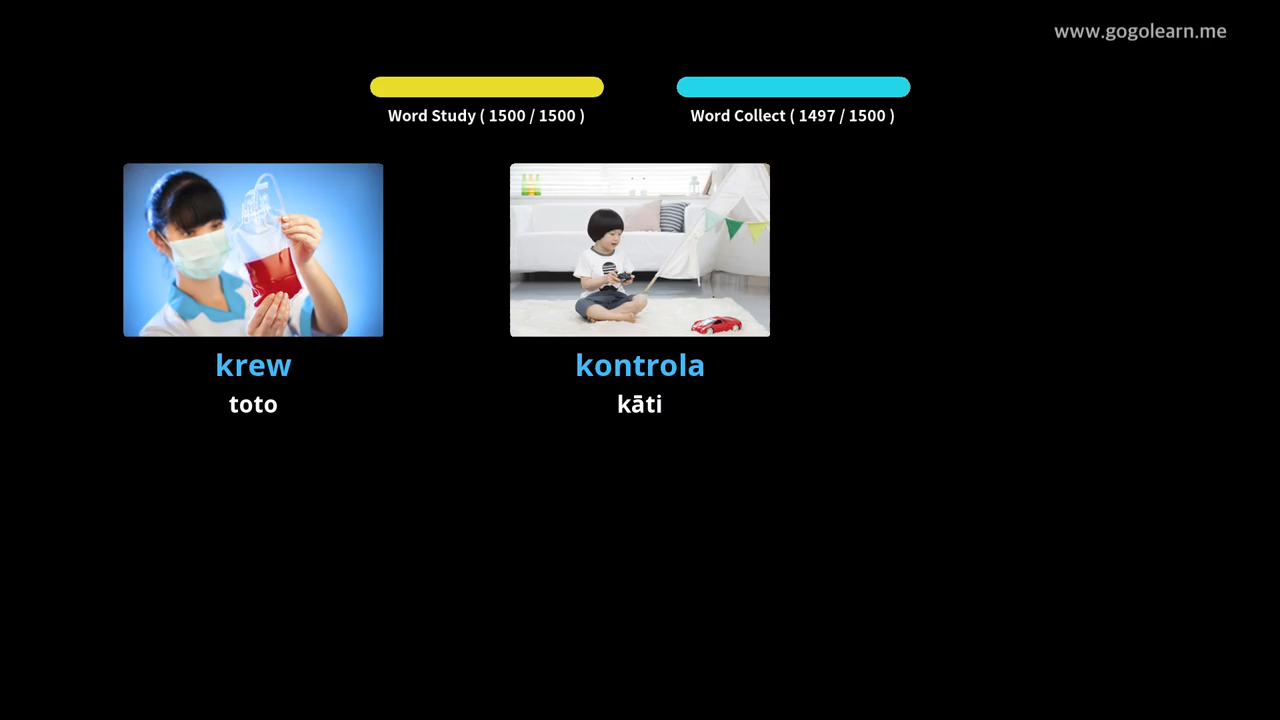 www.gogolearn.me
Word Study ( 1500 / 1500 )
Word Collect ( 1497 / 1500 )
krew
kontrola
toto
kāti